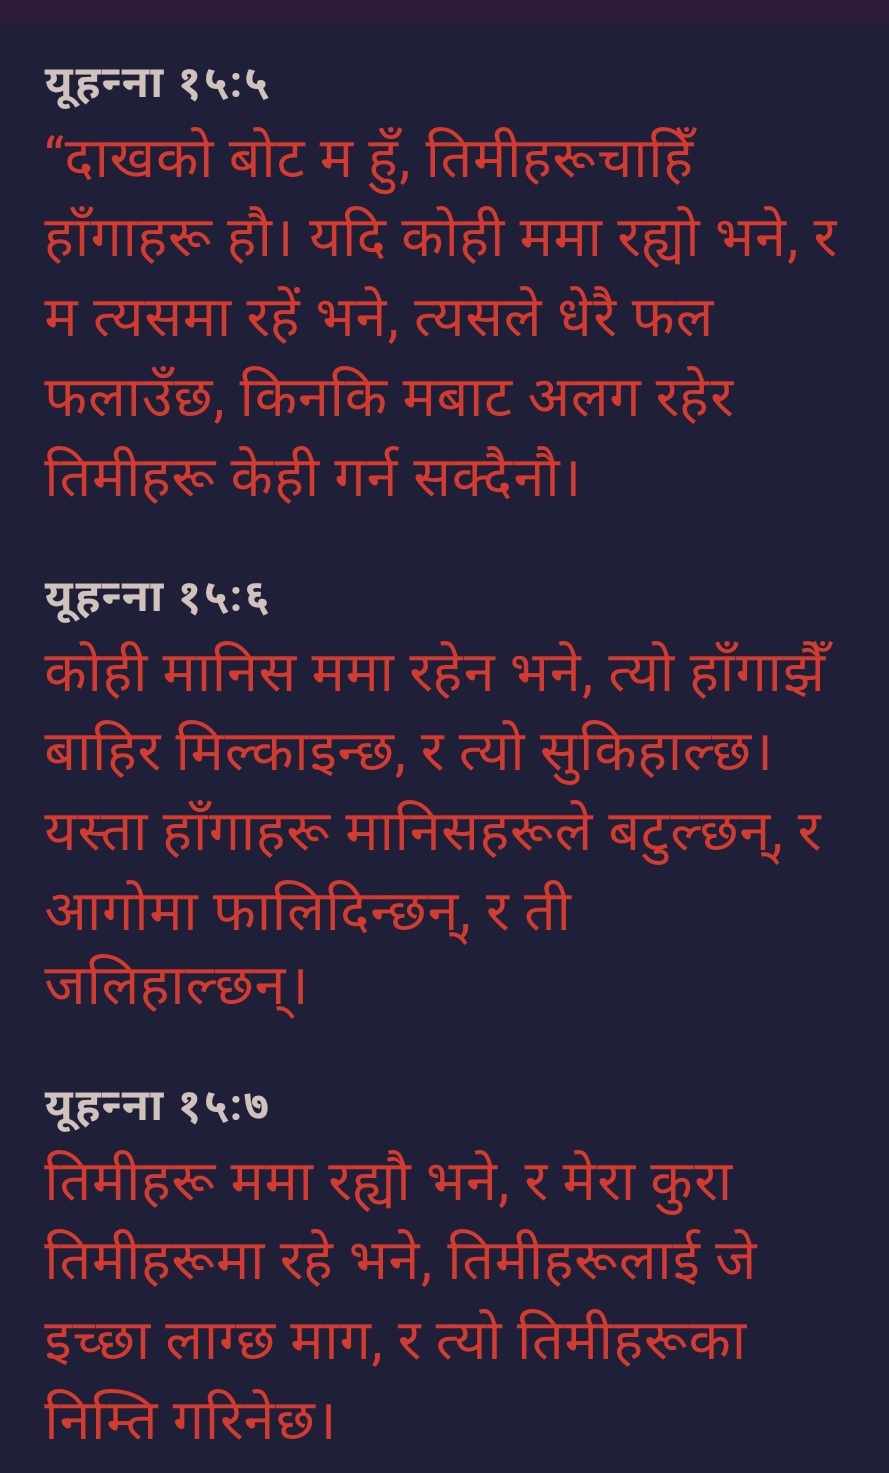 यूहन्ना १५:५
“दाखको बोट म हुँ, तिमीहरूचाहिँ
हाँगाहरू हौ। यदि कोही ममा रह्यो भने, र
म त्यसमा रहें भने, त्यसले धेरै फल
फलाउँछ, किनकि मबाट अलग रहेर
तिमीहरू केही गर्न सक्दैनौ।
यूहन्ना १५:६
कोही मानिस ममा रहेन भने, त्यो हाँगाझैँ
बाहिर मिल्काइन्छ, र त्यो सुकिहाल्छ।
यस्ता हाँगाहरू मानिसहरूले बटुल्छन्, र
आगोमा फालिदिन्छन्, र ती
जलिहाल्छन्।
यूहन्ना १५:७
तिमीहरू ममा रह्यौ भने, र मेरा कुरा
तिमीहरूमा रहे भने, तिमीहरूलाई जे
इच्छा लाग्छ माग, र त्यो तिमीहरूका
निम्ति गरिनेछ।